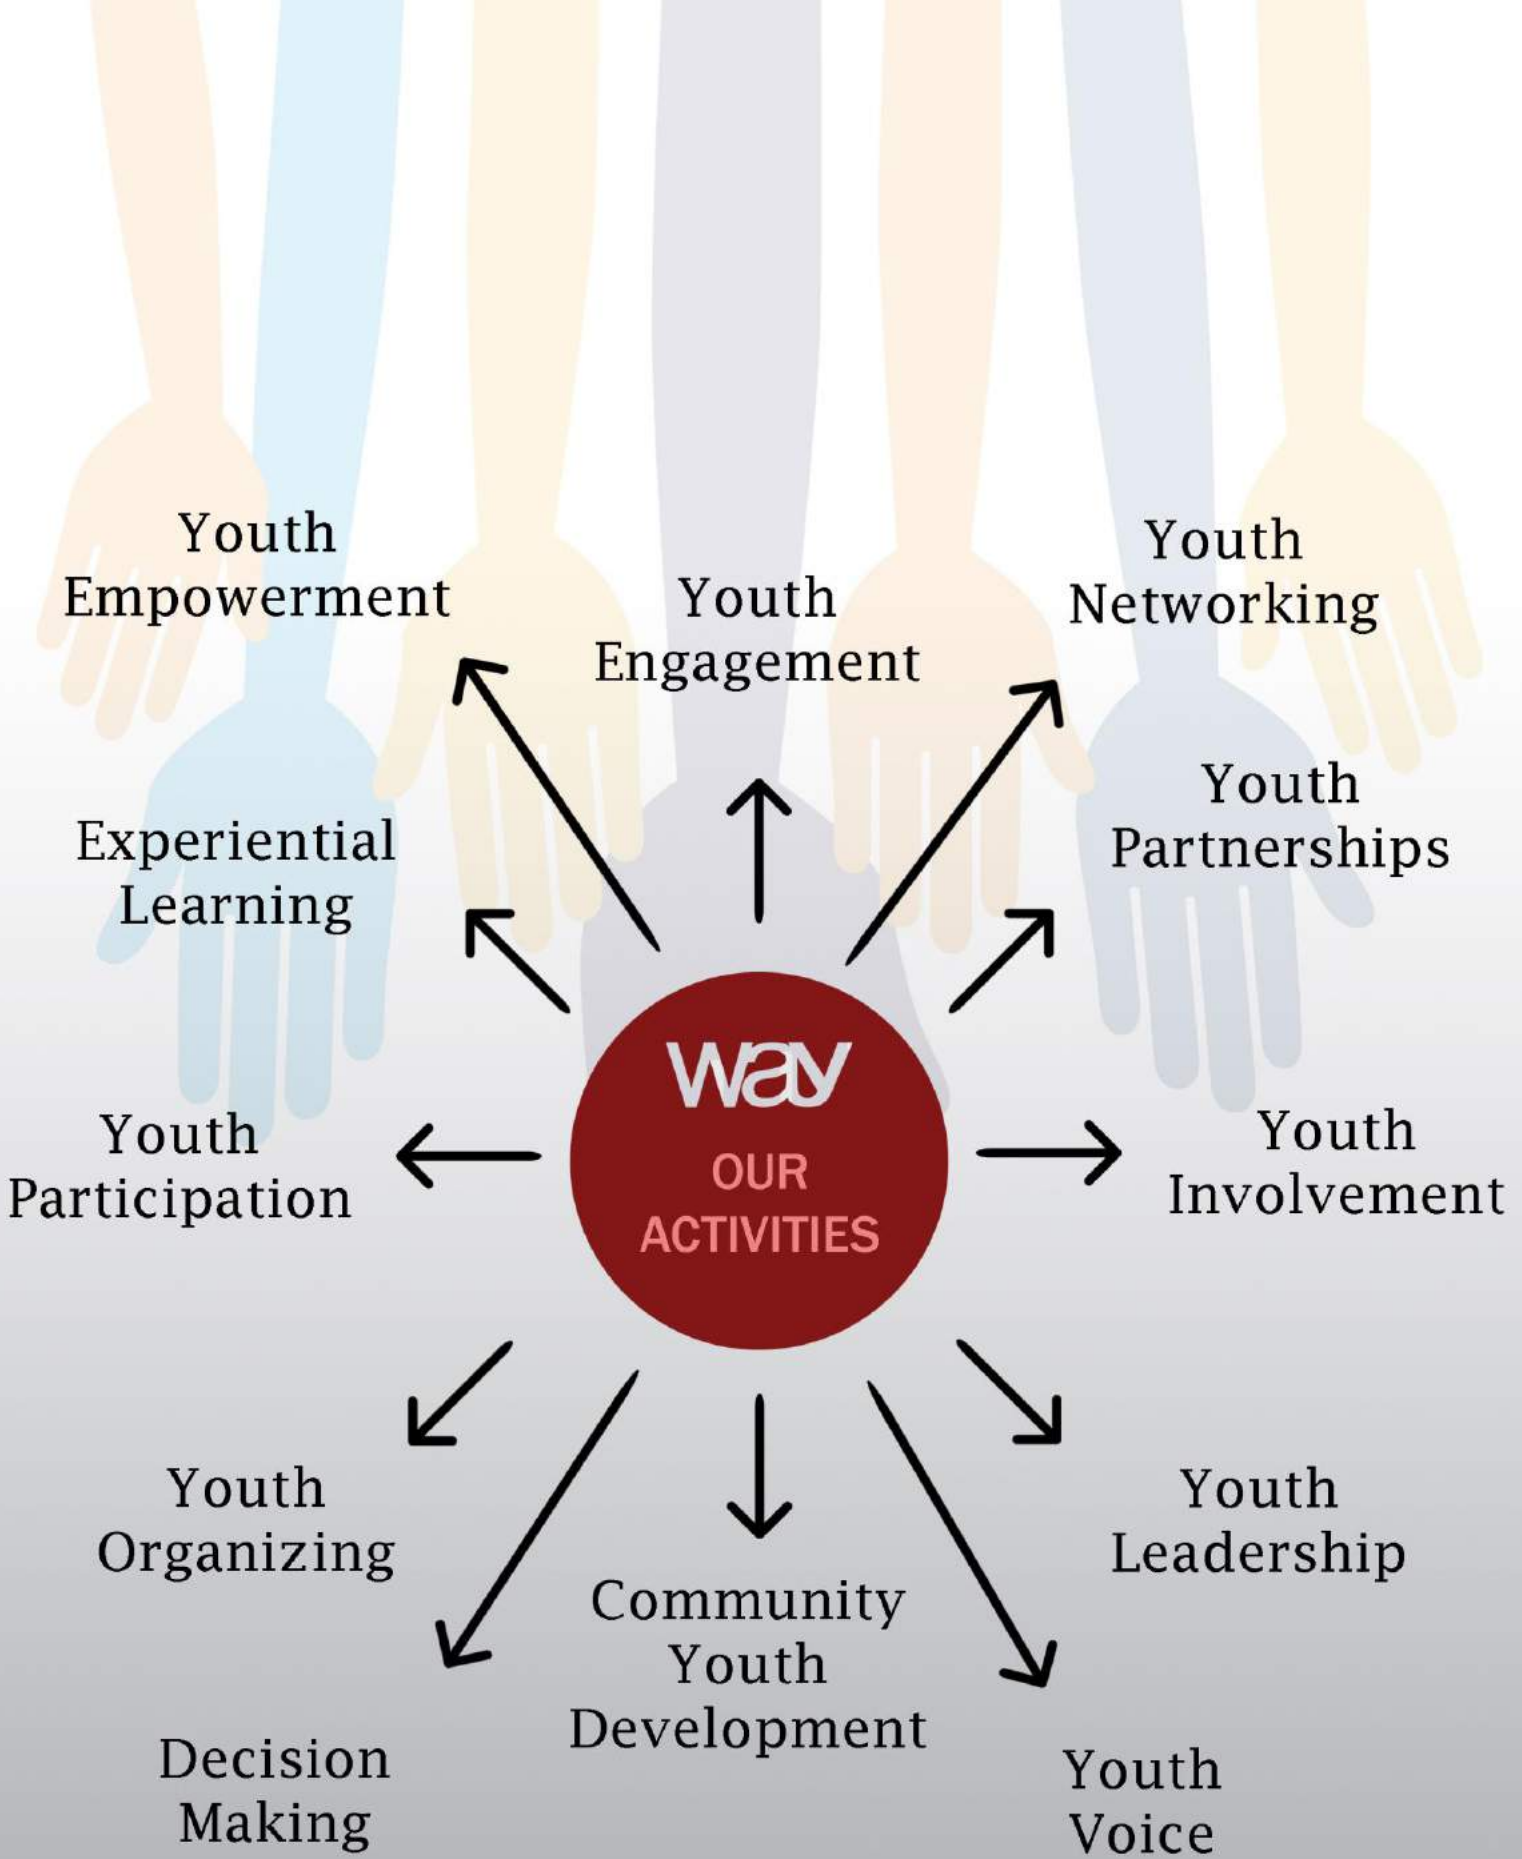 Youth
Empowerment
Youth
Engagement
Youth
Networking
Experiential
Learning
Youth
Partnerships
way
OUR
ACTIVITIES
Youth
Participation
Youth
Involvement
Youth
Organizing
Youth
Leadership
Decision
Making
Community
Youth
Development
Youth
Voice